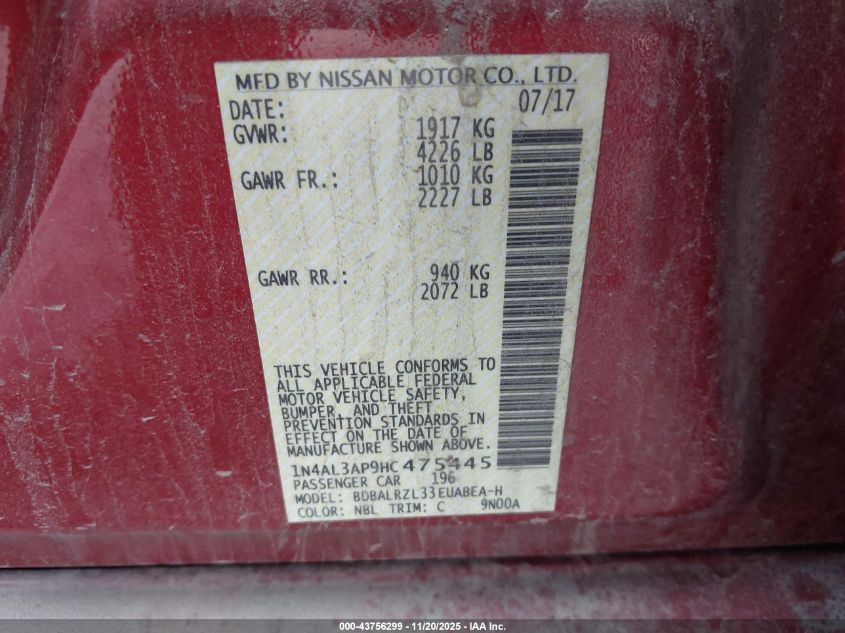 MFD BY NISSAN MOTOR CO., LTD.
DATE: 07/17
GVWR: 1917 KG
4226 LB
GAWR FR.: 1010 KG
2227 LB
GAWR RR.: 940 KG
2072 LB
THIS VEHICLE CONFORMS TO
ALL APPLICABLE FEDERAL
MOTOR VEHICLE SAFETY,
BUMPER, AND THEFT
PREVENTION STANDARDS IN
EFFECT ON THE DATE OF
MANUFACTURE SHOWN ABOVE.
1N4AL3AP9HC475445
PASSENGER CAR 196
MODEL: BDBALRZL33EUABEA-H
COLOR: NBL TRIM: C 9N00A
000-43756299 | 11/20/2025 | IAA Inc.